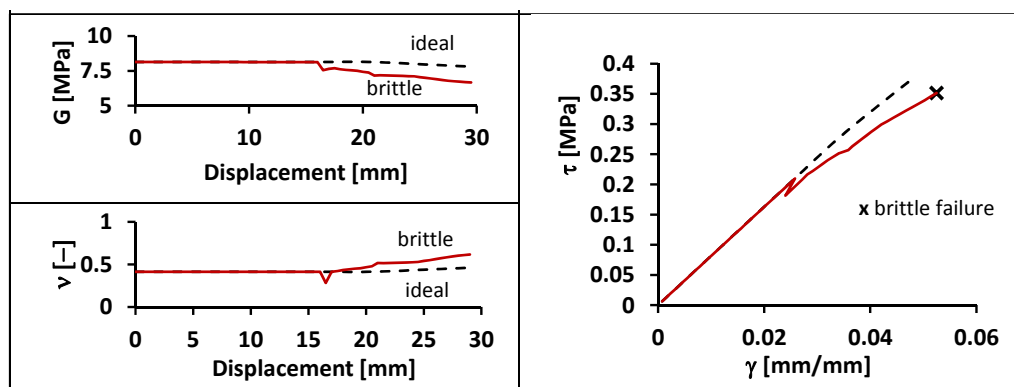 G [MPa]
10
7.5
5
ideal
brittle
0 10 20 30
Displacement [mm]
ν [–]
1
0.5
0
brittle
ideal
0 5 10 15 20 25 30
Displacement [mm]
τ [MPa]
0.4
0.35
0.3
0.25
0.2
0.15
0.1
0.05
0
x brittle failure
0 0.02 0.04 0.06
γ [mm/mm]